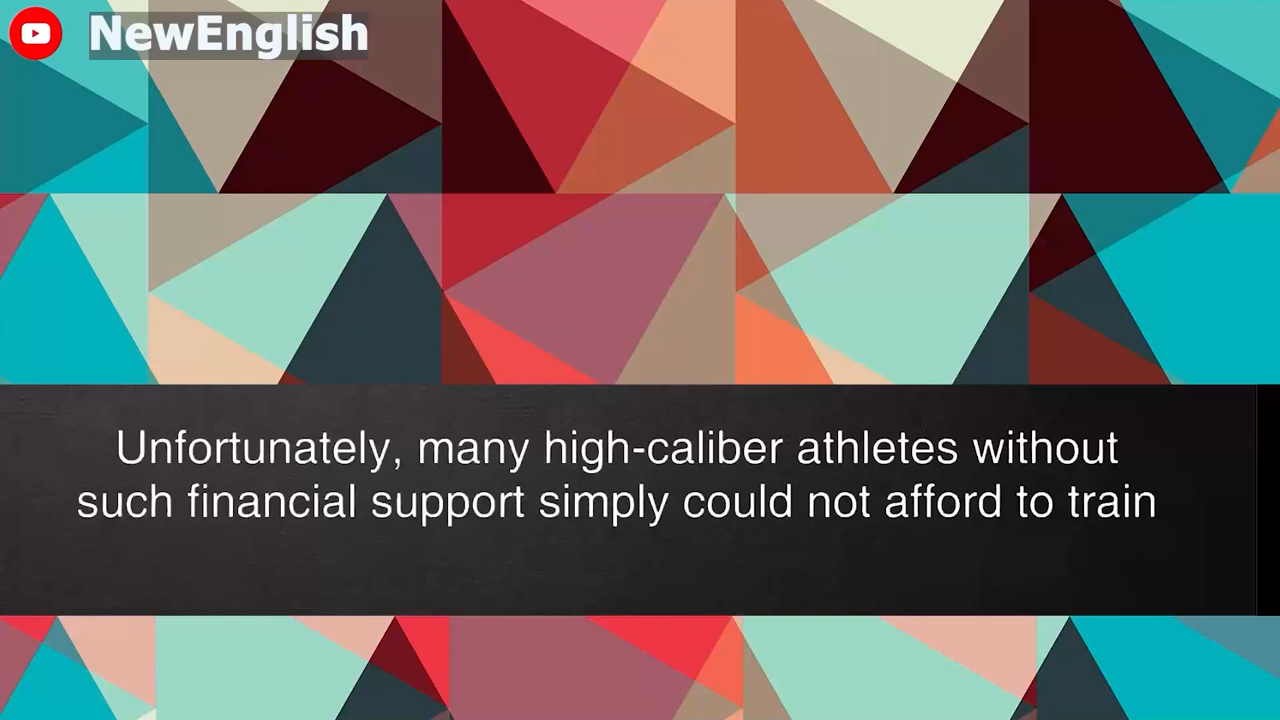 NewEnglish
Unfortunately, many high-caliber athletes without
such financial support simply could not afford to train